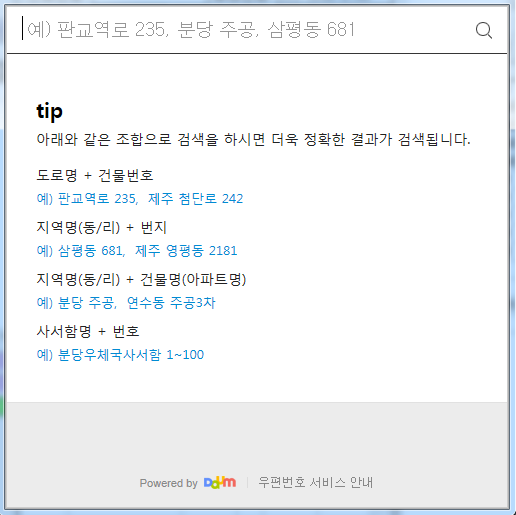 예) 판교역로 235, 분당 주공, 삼평동 681
tip
아래와 같은 조합으로 검색을 하시면 더욱 정확한 결과가 검색됩니다.
도로명 + 건물번호
예) 판교역로 235, 제주 첨단로 242
지역명(동/리) + 번지
예) 삼평동 681, 제주 영평동 2181
지역명(동/리) + 건물명(아파트명)
예) 분당 주공, 연수동 주공3차
사서함명 + 번호
예) 분당우체국사서함 1~100
Powered by Daum 우편번호 서비스 안내